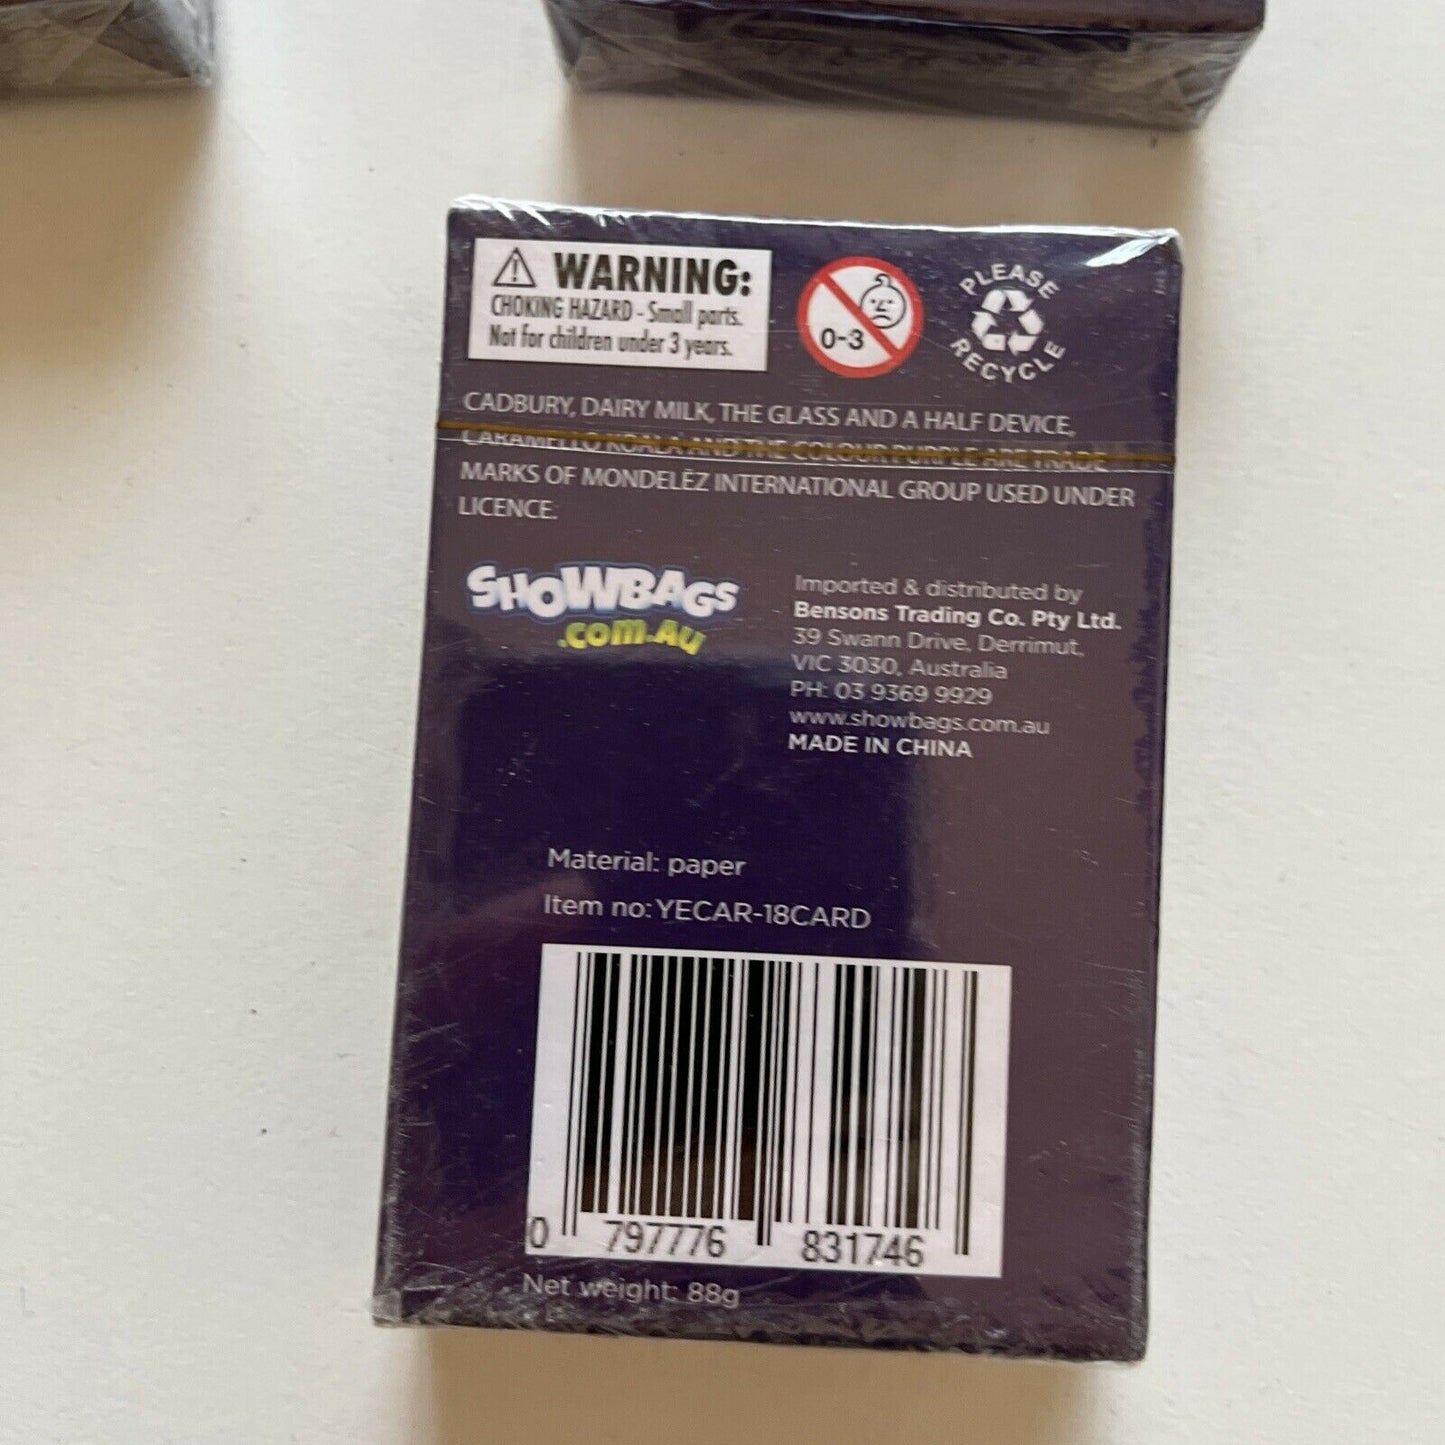 WARNING:
CHOKING HAZARD - Small parts.
Not for children under 3 years.
0-3
PLEASE
RECYCLE
CADBURY, DAIRY MILK, THE GLASS AND A HALF DEVICE,
CARAMELLO KOALA AND THE COLOUR PURPLE ARE TRADE
MARKS OF MONDELĒZ INTERNATIONAL GROUP USED UNDER
LICENCE.
SHOWBAGS
.COM.AU
Imported & distributed by
Bensons Trading Co. Pty Ltd.
39 Swann Drive, Derrimut,
VIC 3030, Australia
PH: 03 9369 9929
www.showbags.com.au
MADE IN CHINA
Material: paper
Item no: YECAR-18CARD
0 797776 831746
Net weight: 88g